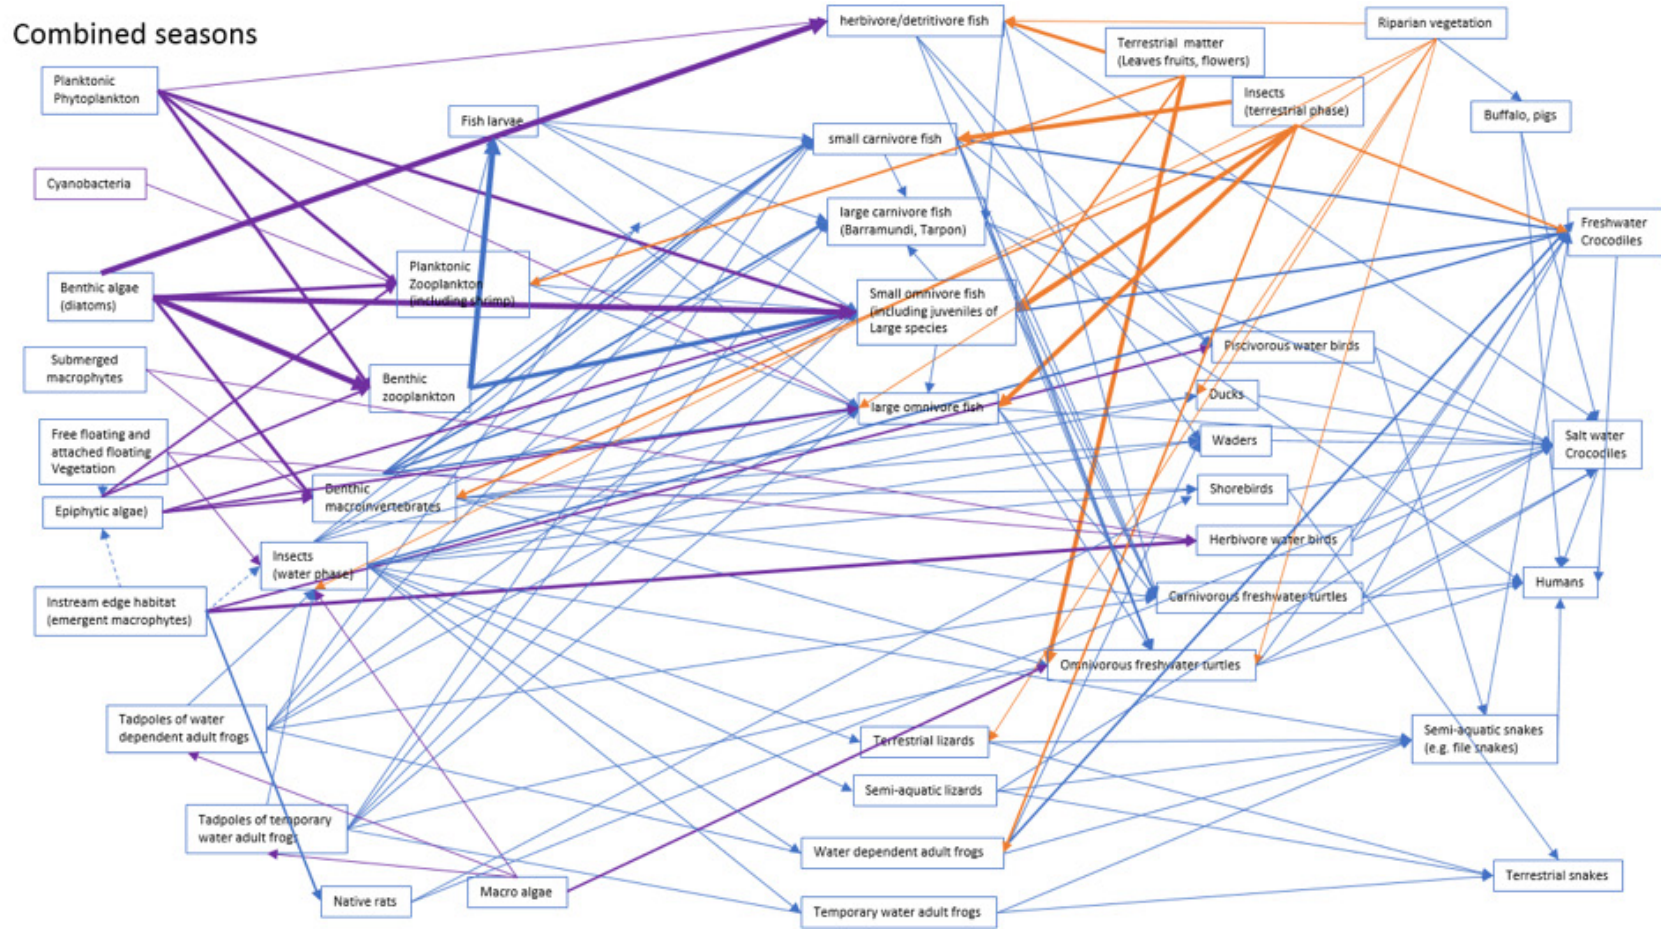 Combined seasons
herbivore/detritivore fish
Riparian vegetation
Terrestrial matter
(Leaves fruits, flowers)
Planktonic
Phytoplankton
Insects
(terrestrial phase)
Fish larvae
Buffalo, pigs
small carnivore fish
Cyanobacteria
large carnivore fish
(Barramundi, Tarpon)
Freshwater
Crocodiles
Planktonic
Zooplankton
(including shrimp)
Benthic algae
(diatoms)
Small omnivore fish
(including juveniles of
Large species
Submerged
macrophytes
Piscivorous water birds
Benthic
zooplankton
Ducks
large omnivore fish
Free floating and
attached floating
Vegetation
Waders
Salt water
Crocodiles
Benthic
macroinvertebrates
Shorebirds
Epiphytic algae)
Herbivore water birds
Insects
(water phase)
Humans
Instream edge habitat
(emergent macrophytes)
Carnivorous freshwater turtles
Omnivorous freshwater turtles
Tadpoles of water
dependent adult frogs
Terrestrial lizards
Semi-aquatic snakes
(e.g. file snakes)
Semi-aquatic lizards
Tadpoles of temporary
water adult frogs
Water dependent adult frogs
Terrestrial snakes
Macro algae
Native rats
Temporary water adult frogs